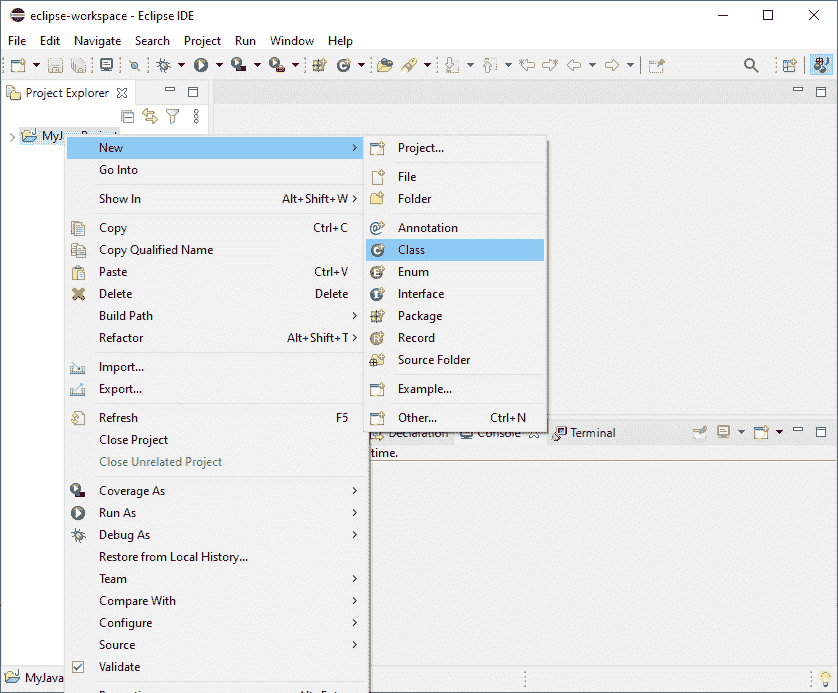 eclipse-workspace - Eclipse IDE
File Edit Navigate Search Project Run Window Help
Project Explorer
New
Go Into
Show In Alt+Shift+W
Copy Ctrl+C
Copy Qualified Name
Paste Ctrl+V
Delete Delete
Build Path
Refactor Alt+Shift+T
Import...
Export...
Refresh F5
Close Project
Close Unrelated Project
Coverage As
Run As
Debug As
Restore from Local History...
Team
Compare With
Configure
Source
Validate
Project...
File
Folder
Annotation
Class
Enum
Interface
Package
Record
Source Folder
Example...
Other... Ctrl+N
Declaration Console Terminal
time.
MyJava